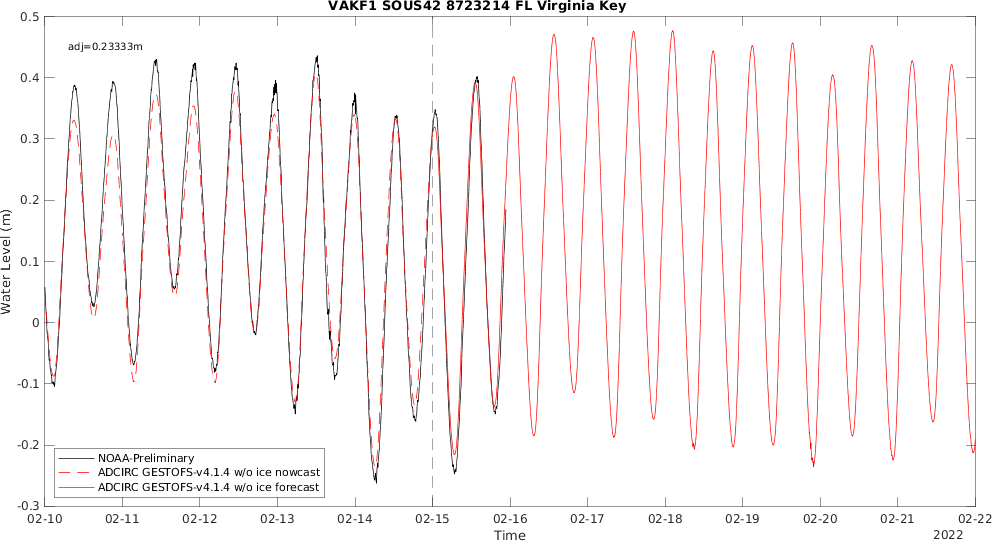 VAKF1 SOUS42 8723214 FL Virginia Key
adj=0.23333m
0.5
0.4
0.3
0.2
0.1
0
-0.1
-0.2
-0.3
Water Level (m)
NOAA-Preliminary
ADCIRC GESTOFS-v4.1.4 w/o ice nowcast
ADCIRC GESTOFS-v4.1.4 w/o ice forecast
02-10 02-11 02-12 02-13 02-14 02-15 02-16 02-17 02-18 02-19 02-20 02-21 02-22
Time
2022